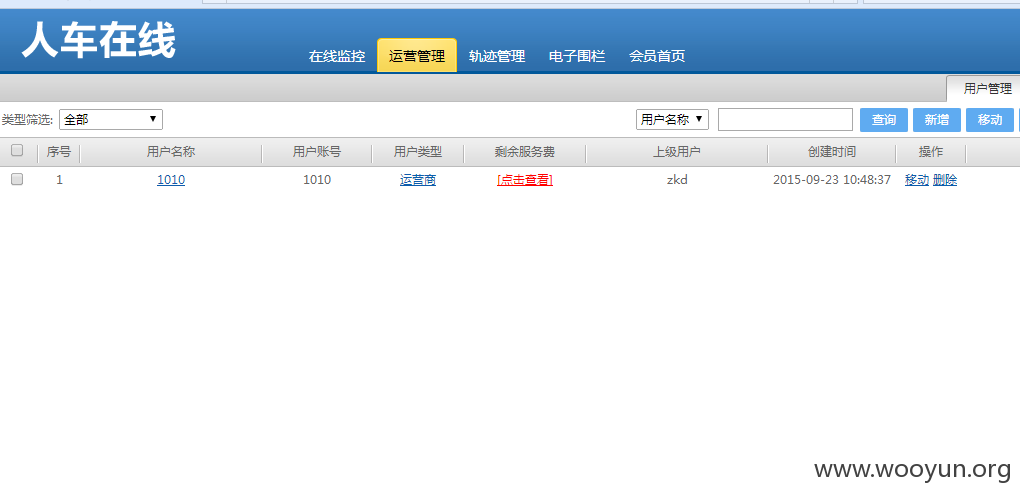 人车在线
在线监控 运营管理 轨迹管理 电子围栏 会员首页
用户管理
类型筛选: 全部 用户名称 查询 新增 移动
序号 用户名称 用户账号 用户类型 剩余服务费 上级用户 创建时间 操作
1 1010 1010 运营商 [点击查看] zkd 2015-09-23 10:48:37 移动 删除
www.wooyun.org